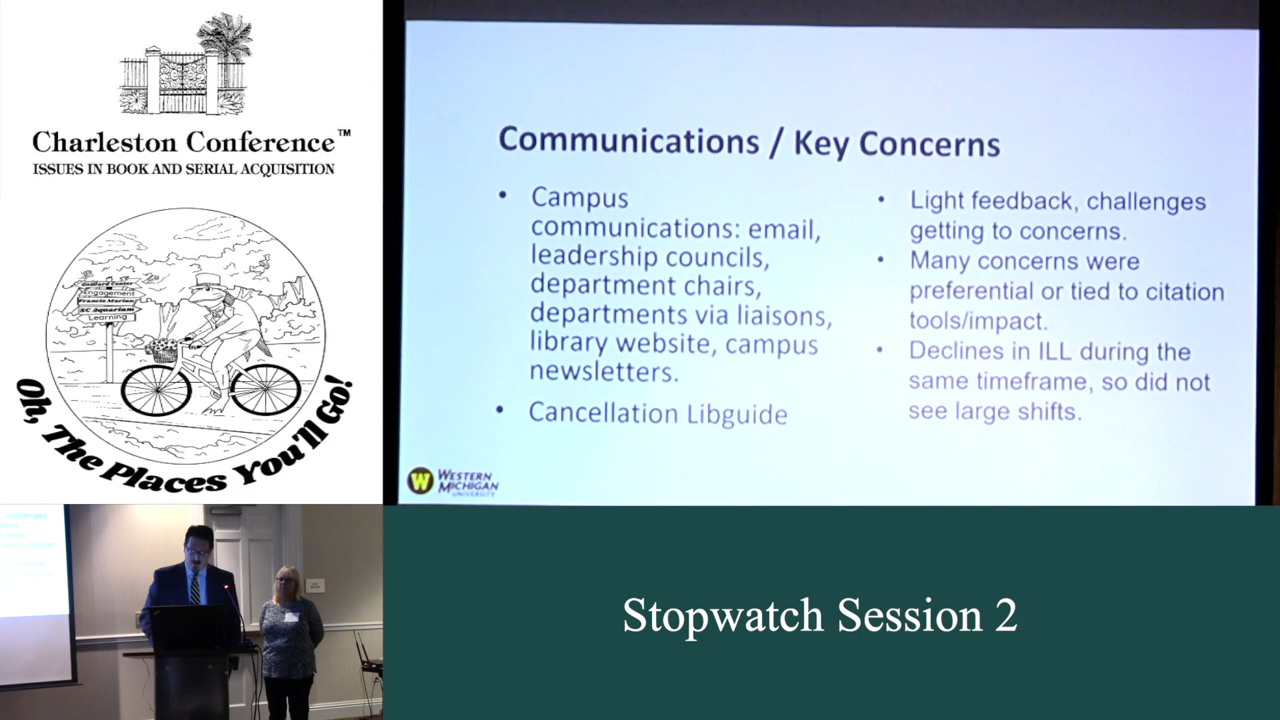 Charleston Conference™
ISSUES IN BOOK AND SERIAL ACQUISITION
Gaillard Center
Engagement
Francis Marion
SC Aquarium
Learning
Oh, The Places You'll Go!
Communications / Key Concerns
• Campus
communications: email,
leadership councils,
department chairs,
departments via liaisons,
library website, campus
newsletters.
• Cancellation Libguide
• Light feedback, challenges
getting to concerns.
• Many concerns were
preferential or tied to citation
tools/impact.
• Declines in ILL during the
same timeframe, so did not
see large shifts.
W
WESTERN
MICHIGAN
UNIVERSITY
Stopwatch Session 2